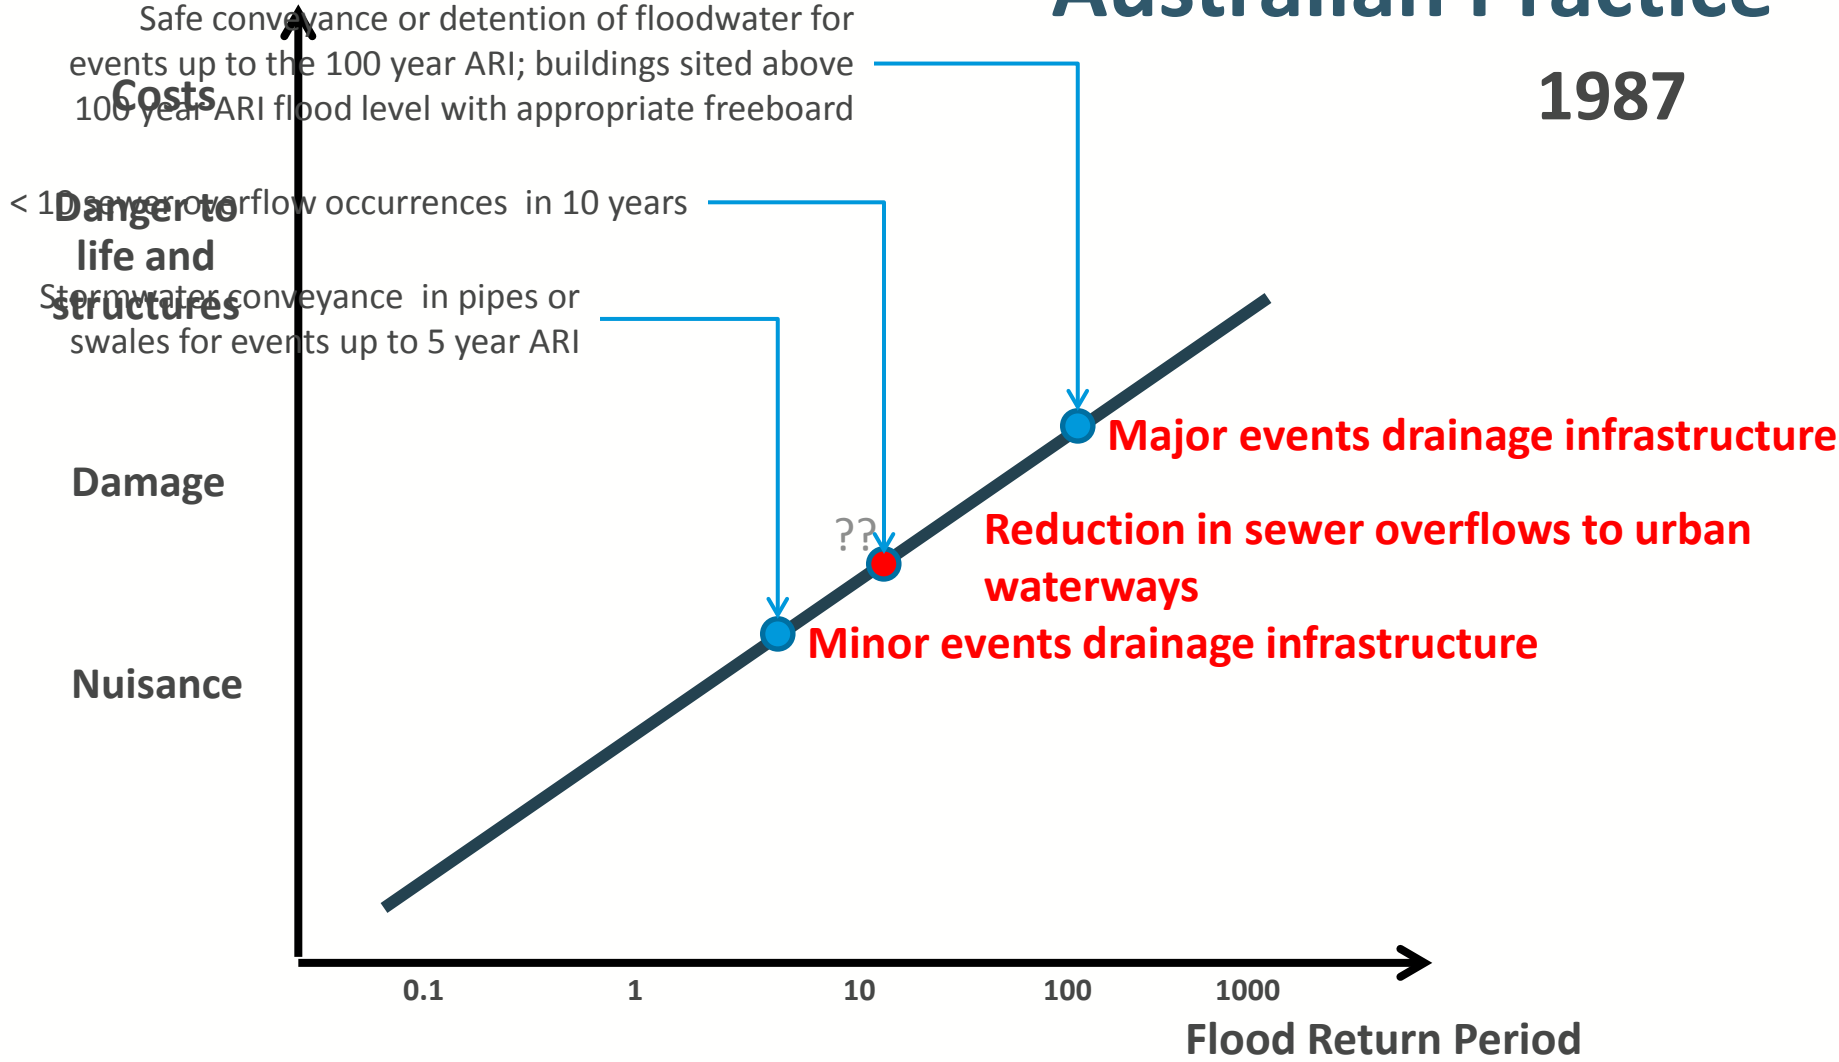 Australian Practice
1987
Safe conveyance or detention of floodwater for
events up to the 100 year ARI; buildings sited above
100 year ARI flood level with appropriate freeboard
Costs
< 10 sewer overflow occurrences in 10 years
Danger to
life and
structures
Stormwater conveyance in pipes or
swales for events up to 5 year ARI
Major events drainage infrastructure
Damage
??
Reduction in sewer overflows to urban
waterways
Minor events drainage infrastructure
Nuisance
0.1 1 10 100 1000
Flood Return Period